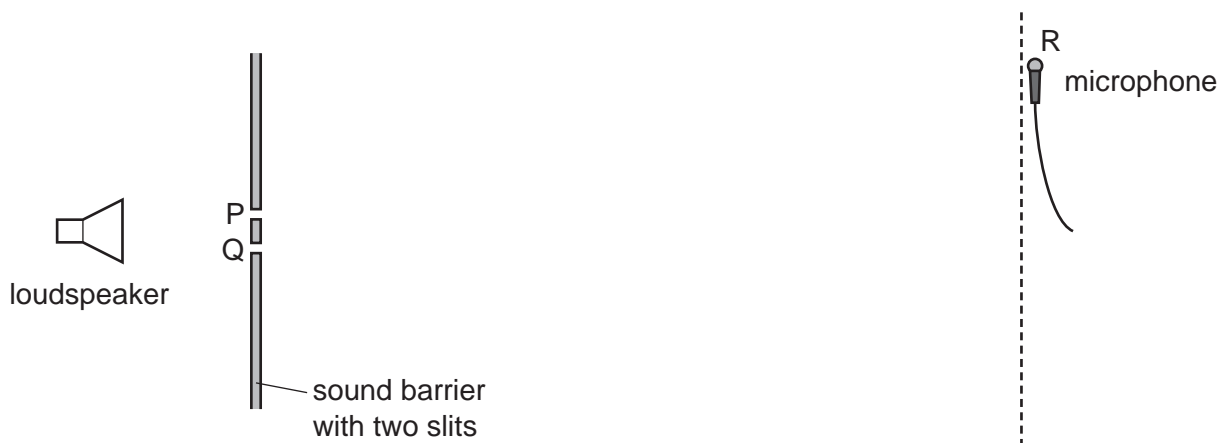 R
microphone
P
Q
loudspeaker
sound barrier
with two slits